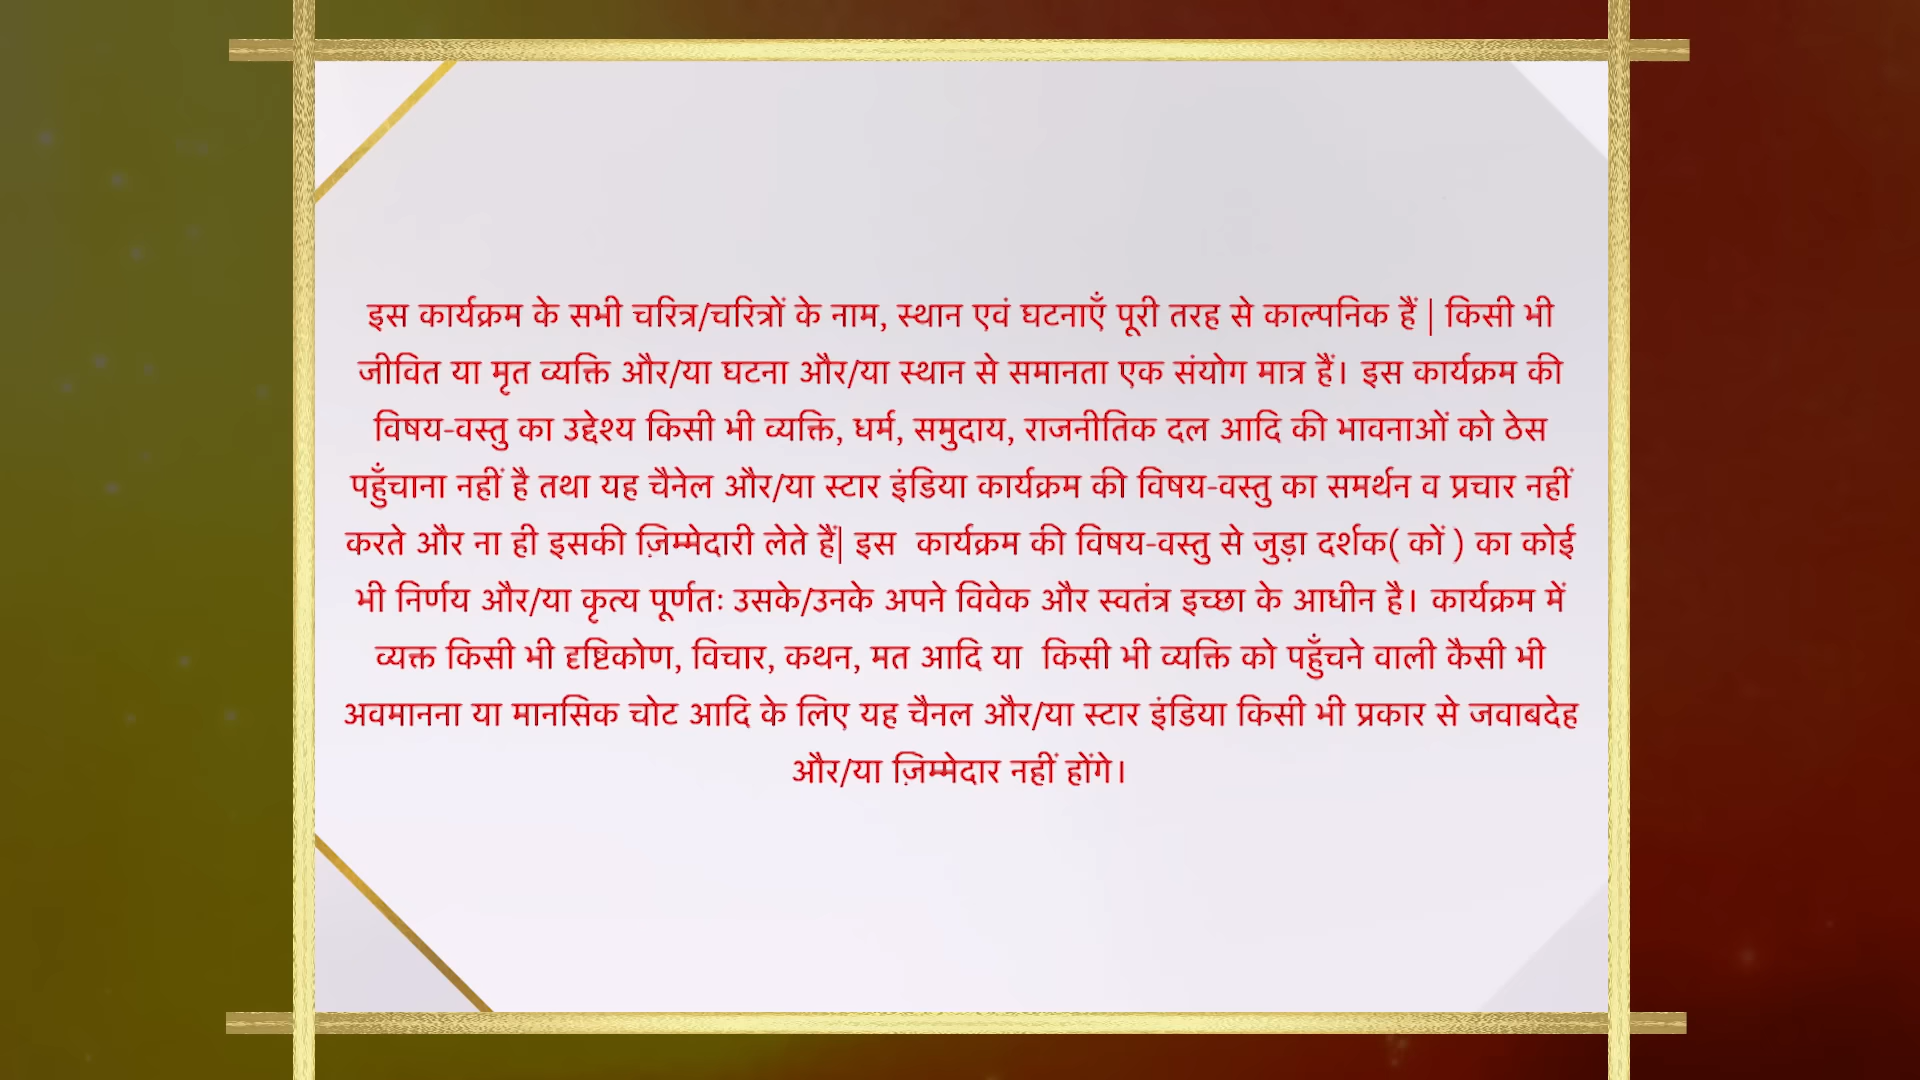 इस कार्यक्रम के सभी चरित्र/चरित्रों के नाम, स्थान एवं घटनाएँ पूरी तरह से काल्पनिक हैं | किसी भी
जीवित या मृत व्यक्ति और/या घटना और/या स्थान से समानता एक संयोग मात्र हैं। इस कार्यक्रम की
विषय-वस्तु का उद्देश्य किसी भी व्यक्ति, धर्म, समुदाय, राजनीतिक दल आदि की भावनाओं को ठेस
पहुँचाना नहीं है तथा यह चैनेल और/या स्टार इंडिया कार्यक्रम की विषय-वस्तु का समर्थन व प्रचार नहीं
करते और ना ही इसकी ज़िम्मेदारी लेते हैं| इस कार्यक्रम की विषय-वस्तु से जुड़ा दर्शक( कों ) का कोई
भी निर्णय और/या कृत्य पूर्णतः उसके/उनके अपने विवेक और स्वतंत्र इच्छा के आधीन है। कार्यक्रम में
व्यक्त किसी भी दृष्टिकोण, विचार, कथन, मत आदि या किसी भी व्यक्ति को पहुँचने वाली कैसी भी
अवमानना या मानसिक चोट आदि के लिए यह चैनल और/या स्टार इंडिया किसी भी प्रकार से जवाबदेह
और/या ज़िम्मेदार नहीं होंगे।